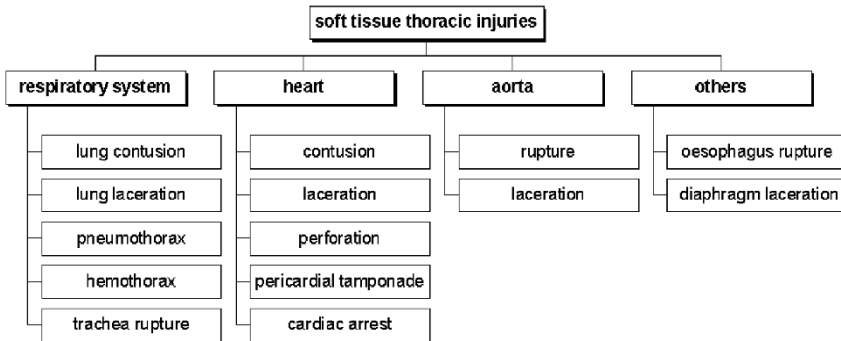 soft tissue thoracic injuries
respiratory system
heart
aorta
others
lung contusion
lung laceration
pneumothorax
hemothorax
trachea rupture
contusion
laceration
perforation
pericardial tamponade
cardiac arrest
rupture
laceration
oesophagus rupture
diaphragm laceration